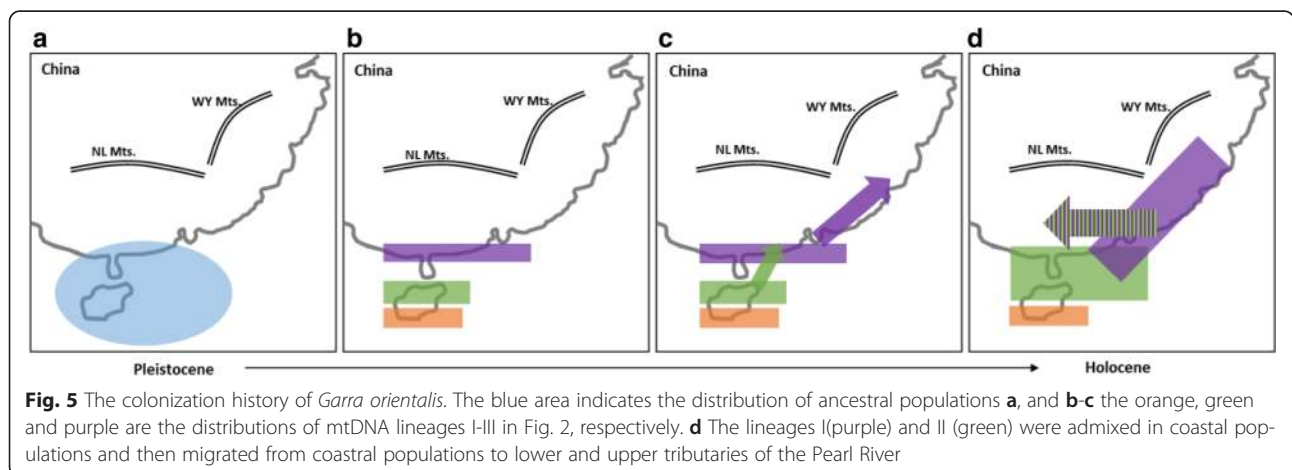 a b c d
China China China China
WY Mts. WY Mts. WY Mts. WY Mts.
NL Mts. NL Mts. NL Mts. NL Mts.
Pleistocene Holocene
Fig. 5 The colonization history of Garra orientalis. The blue area indicates the distribution of ancestral populations a, and b-c the orange, green
and purple are the distributions of mtDNA lineages I-III in Fig. 2, respectively. d The lineages I(purple) and II (green) were admixed in coastal pop-
ulations and then migrated from coastral populations to lower and upper tributaries of the Pearl River